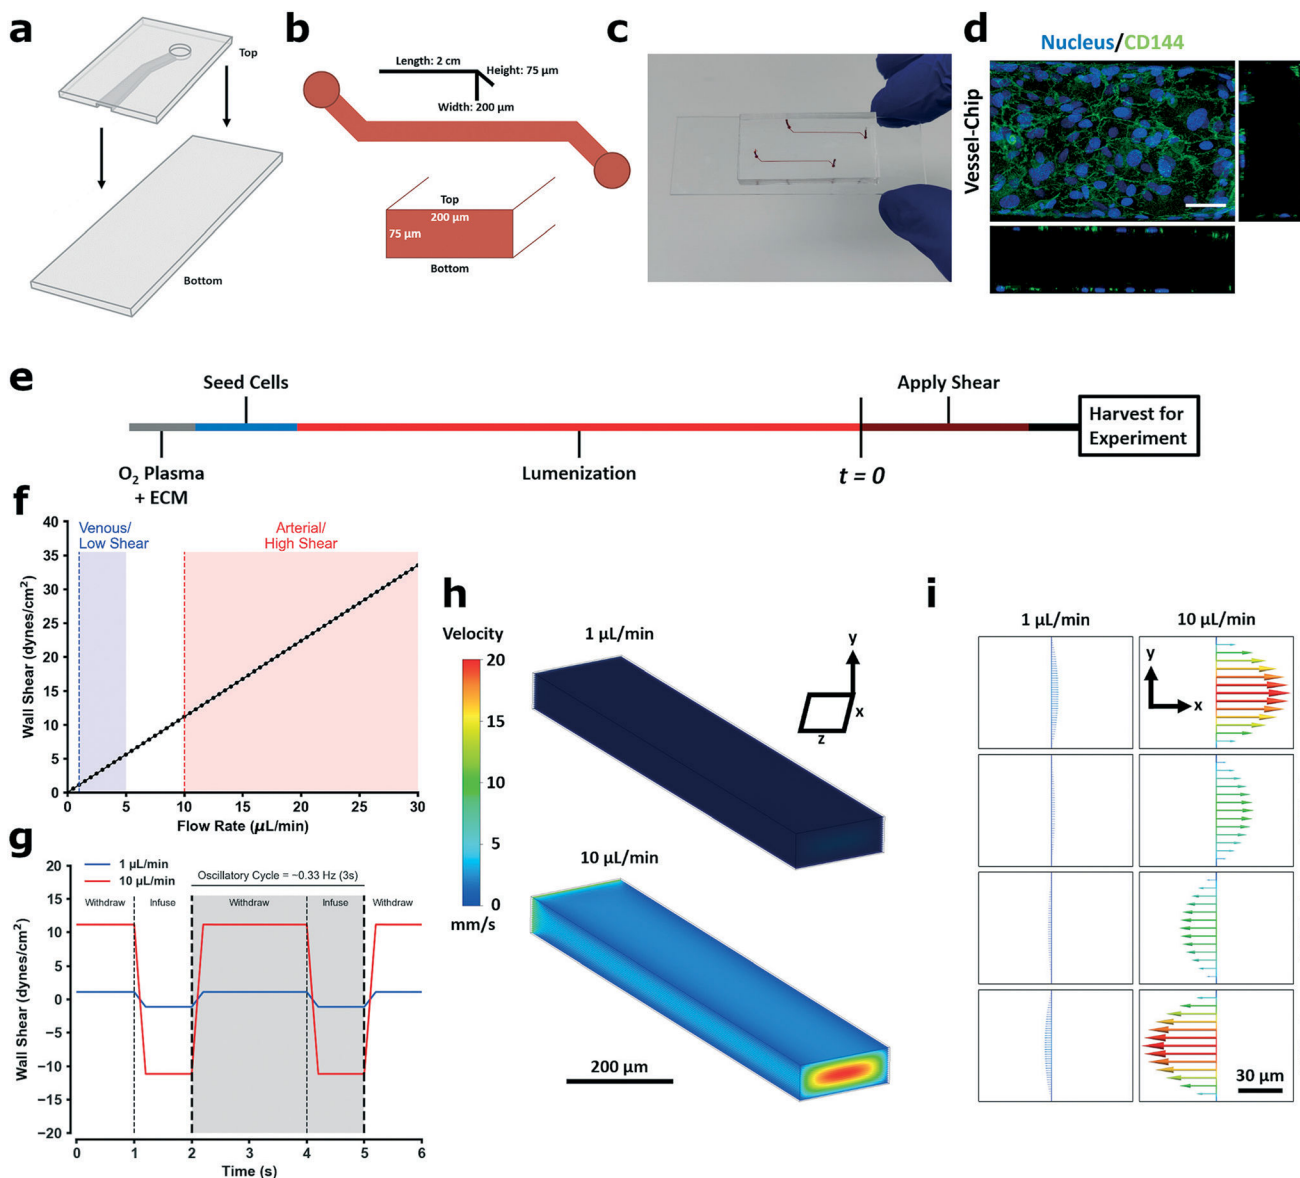 a
Top
Bottom
b
Length: 2 cm
Height: 75 µm
Width: 200 µm
Top
200 µm
75 µm
Bottom
c
d
Nucleus/CD144
Vessel-Chip
e
Seed Cells
Apply Shear
Harvest for
Experiment
O2 Plasma
+ ECM
Lumenization
t = 0
f
Wall Shear (dynes/cm²)
40
35
30
25
20
15
10
5
0
Venous/
Low Shear
Arterial/
High Shear
0 5 10 15 20 25 30
Flow Rate (µL/min)
g
Wall Shear (dynes/cm²)
20
15
10
5
0
−5
−10
−15
−20
1 µL/min
10 µL/min
Oscillatory Cycle = ~0.33 Hz (3s)
Withdraw Infuse Withdraw Infuse Withdraw
0 1 2 3 4 5 6
Time (s)
h
Velocity
20
15
10
5
0
mm/s
1 µL/min
y
x
z
10 µL/min
200 µm
i
1 µL/min 10 µL/min
y
x
30 µm